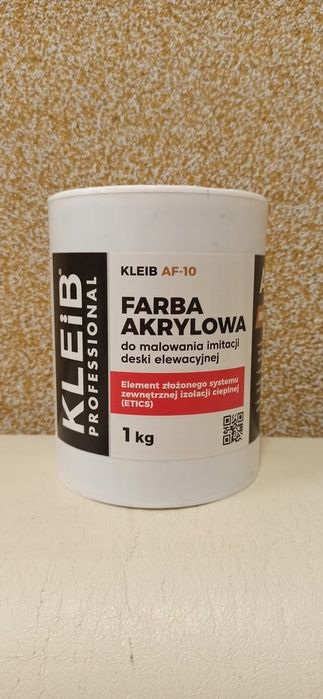 KLEiB®
PROFESSIONAL
KLEIB AF-10
FARBA
AKRYLOWA
do malowania imitacji
deski elewacyjnej
Element złożonego systemu
zewnętrznej izolacji cieplnej
(ETICS)
1 kg